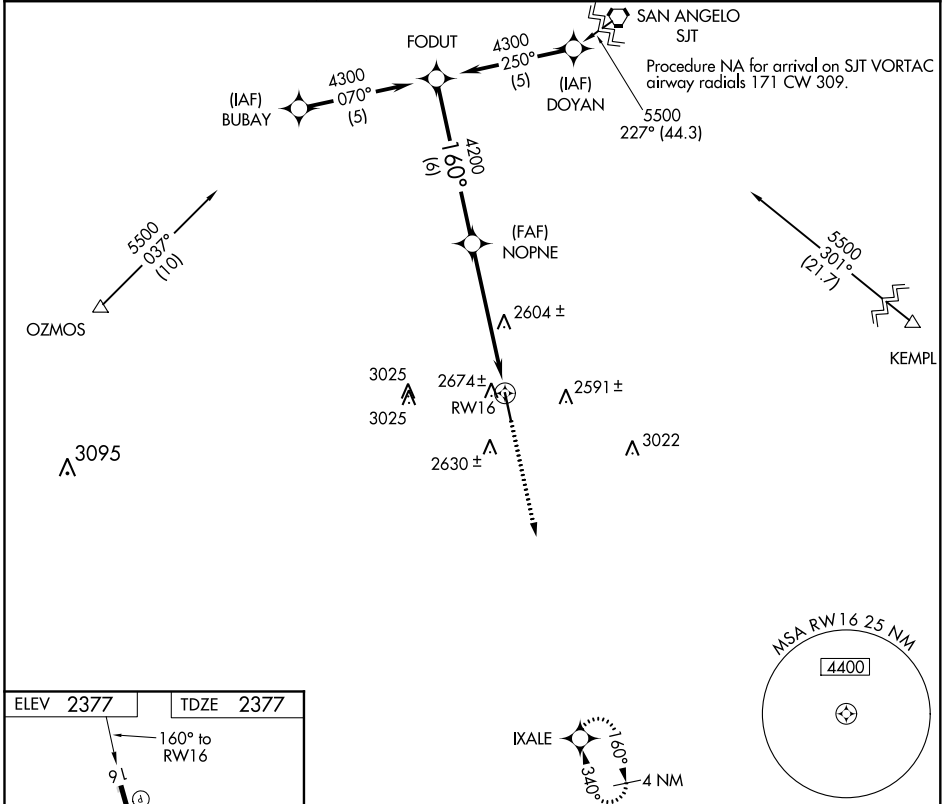 SAN ANGELO
SJT
Procedure NA for arrival on SJT VORTAC
airway radials 171 CW 309.
FODUT
4300
250°
(5)
(IAF)
DOYAN
4300
070°
(5)
(IAF)
BUBAY
5500
227° (44.3)
4200
160°
(6)
5500
037°
(10)
OZMOS
(FAF)
NOPNE
5500
301°
(21.7)
KEMPL
2604 ±
3025
3025
2674±
RW16
2591 ±
3095
2630 ±
3022
MSA RW16 25 NM
4400
ELEV 2377
TDZE 2377
160° to
RW16
16
P
IXALE
160°
340°
4 NM